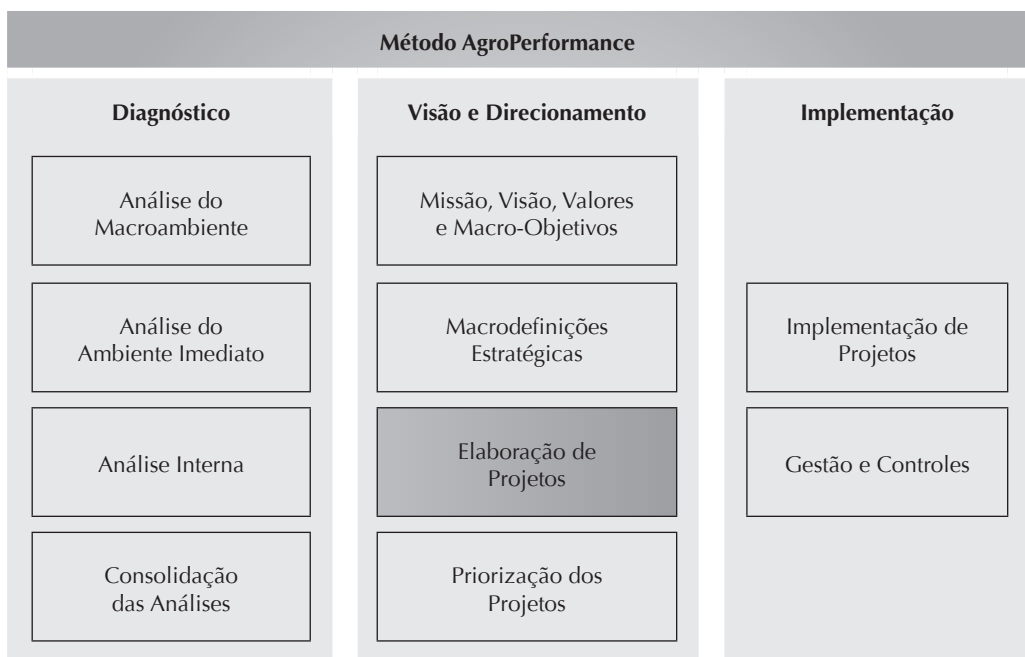 Método AgroPerformance
Diagnóstico
Análise do
Macroambiente
Análise do
Ambiente Imediato
Análise Interna
Consolidação
das Análises
Visão e Direcionamento
Missão, Visão, Valores
e Macro-Objetivos
Macrodefinições
Estratégicas
Elaboração de
Projetos
Priorização dos
Projetos
Implementação
Implementação de
Projetos
Gestão e Controles